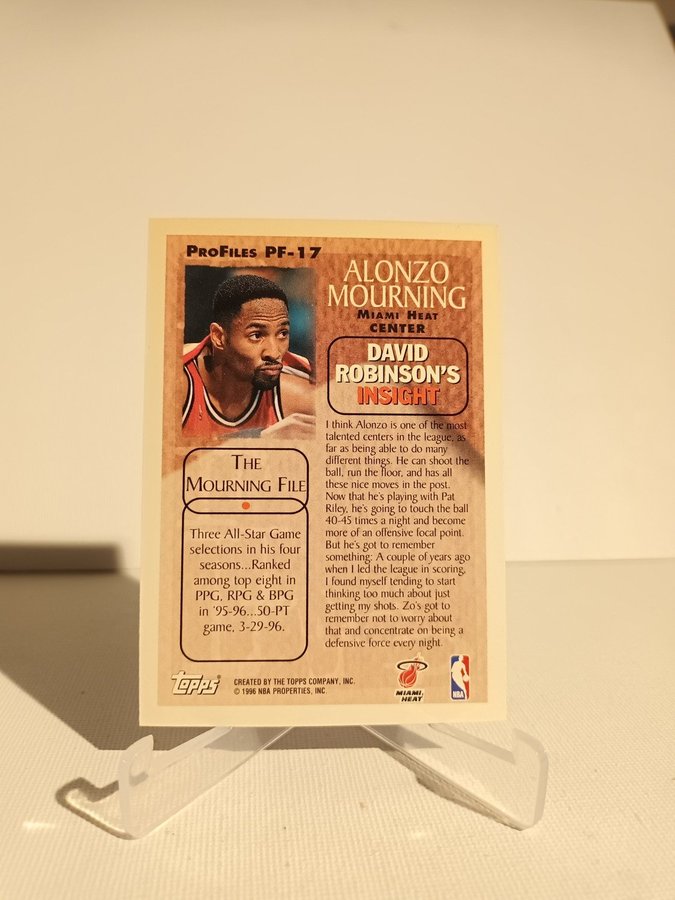 ProFiles PF-17
ALONZO
MOURNING
MIAMI HEAT
CENTER
DAVID
ROBINSON'S
INSIGHT
I think Alonzo is one of the most
talented centers in the league, as
far as being able to do many
different things. He can shoot the
ball, run the floor, and has all
these nice moves in the post.
Now that he's playing with Pat
Riley, he's going to touch the ball
40-45 times a night and become
more of an offensive focal point.
But he's got to remember
something: A couple of years ago
when I led the league in scoring,
I found myself tending to start
thinking too much about just
getting my shots. Zo's got to
remember not to worry about
that and concentrate on being a
defensive force every night.
THE
MOURNING FILE
Three All-Star Game
selections in his four
seasons...Ranked
among top eight in
PPG, RPG & BPG
in '95-96...50-PT
game, 3-29-96.
Topps
CREATED BY THE TOPPS COMPANY, INC.
© 1996 NBA PROPERTIES, INC.
MIAMI
HEAT
NBA